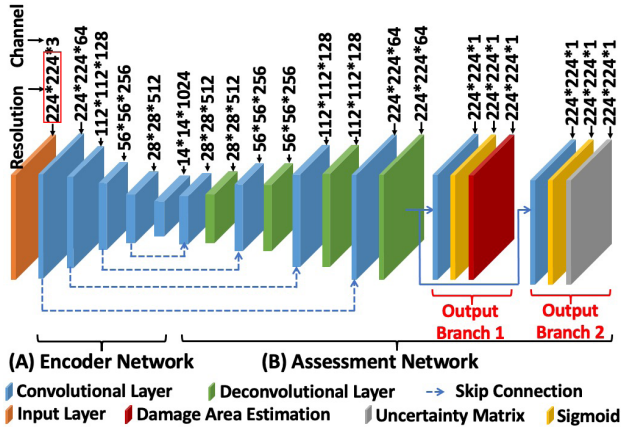 Channel
Resolution
224*224*3
224*224*64
112*112*128
56*56*256
28*28*512
14*14*1024
28*28*512
28*28*512
56*56*256
56*56*256
112*112*128
112*112*128
224*224*64
224*224*64
224*224*1
224*224*1
224*224*1
224*224*1
224*224*1
224*224*1
Output
Branch 1
Output
Branch 2
(A) Encoder Network
(B) Assessment Network
Convolutional Layer
Deconvolutional Layer
Skip Connection
Input Layer
Damage Area Estimation
Uncertainty Matrix
Sigmoid